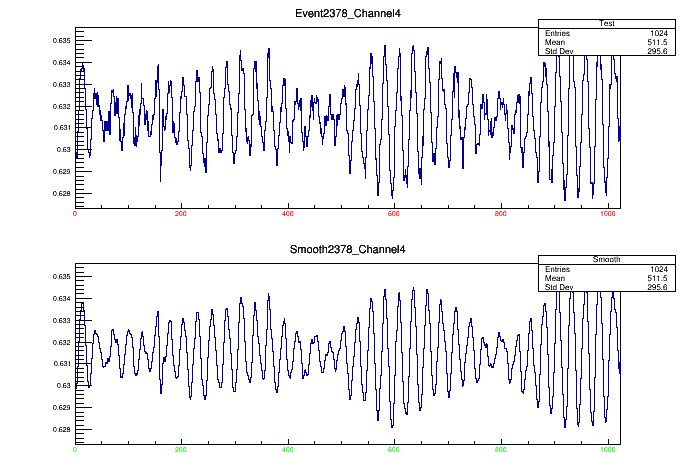 Event2378_Channel4
Test
Entries 1024
Mean 511.5
Std Dev 295.6
0.635
0.634
0.633
0.632
0.631
0.63
0.629
0.628
0 200 400 600 800 1000
Smooth2378_Channel4
Smooth
Entries 1024
Mean 511.5
Std Dev 295.6
0.635
0.634
0.633
0.632
0.631
0.63
0.629
0.628
0 200 400 600 800 1000